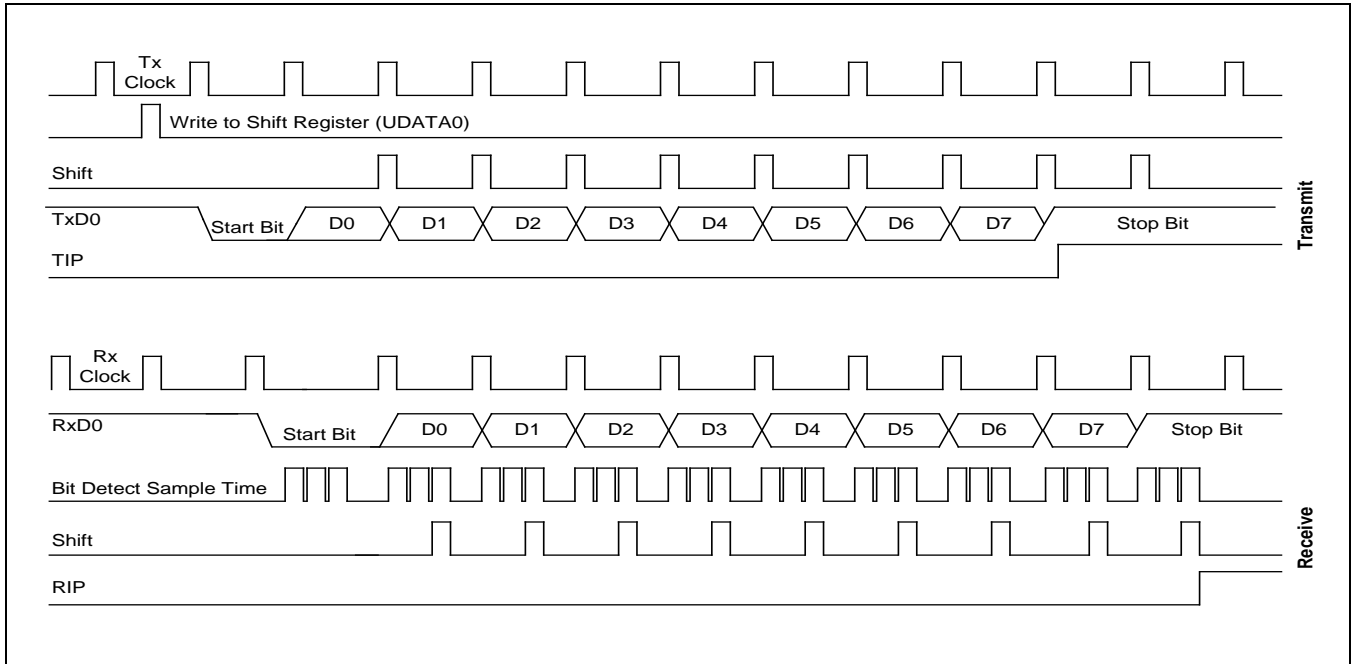 Tx
Clock
Write to Shift Register (UDATA0)
Shift
TxD0
Start Bit D0 D1 D2 D3 D4 D5 D6 D7 Stop Bit
TIP
Transmit
Rx
Clock
RxD0
Start Bit D0 D1 D2 D3 D4 D5 D6 D7 Stop Bit
Bit Detect Sample Time
Shift
RIP
Receive